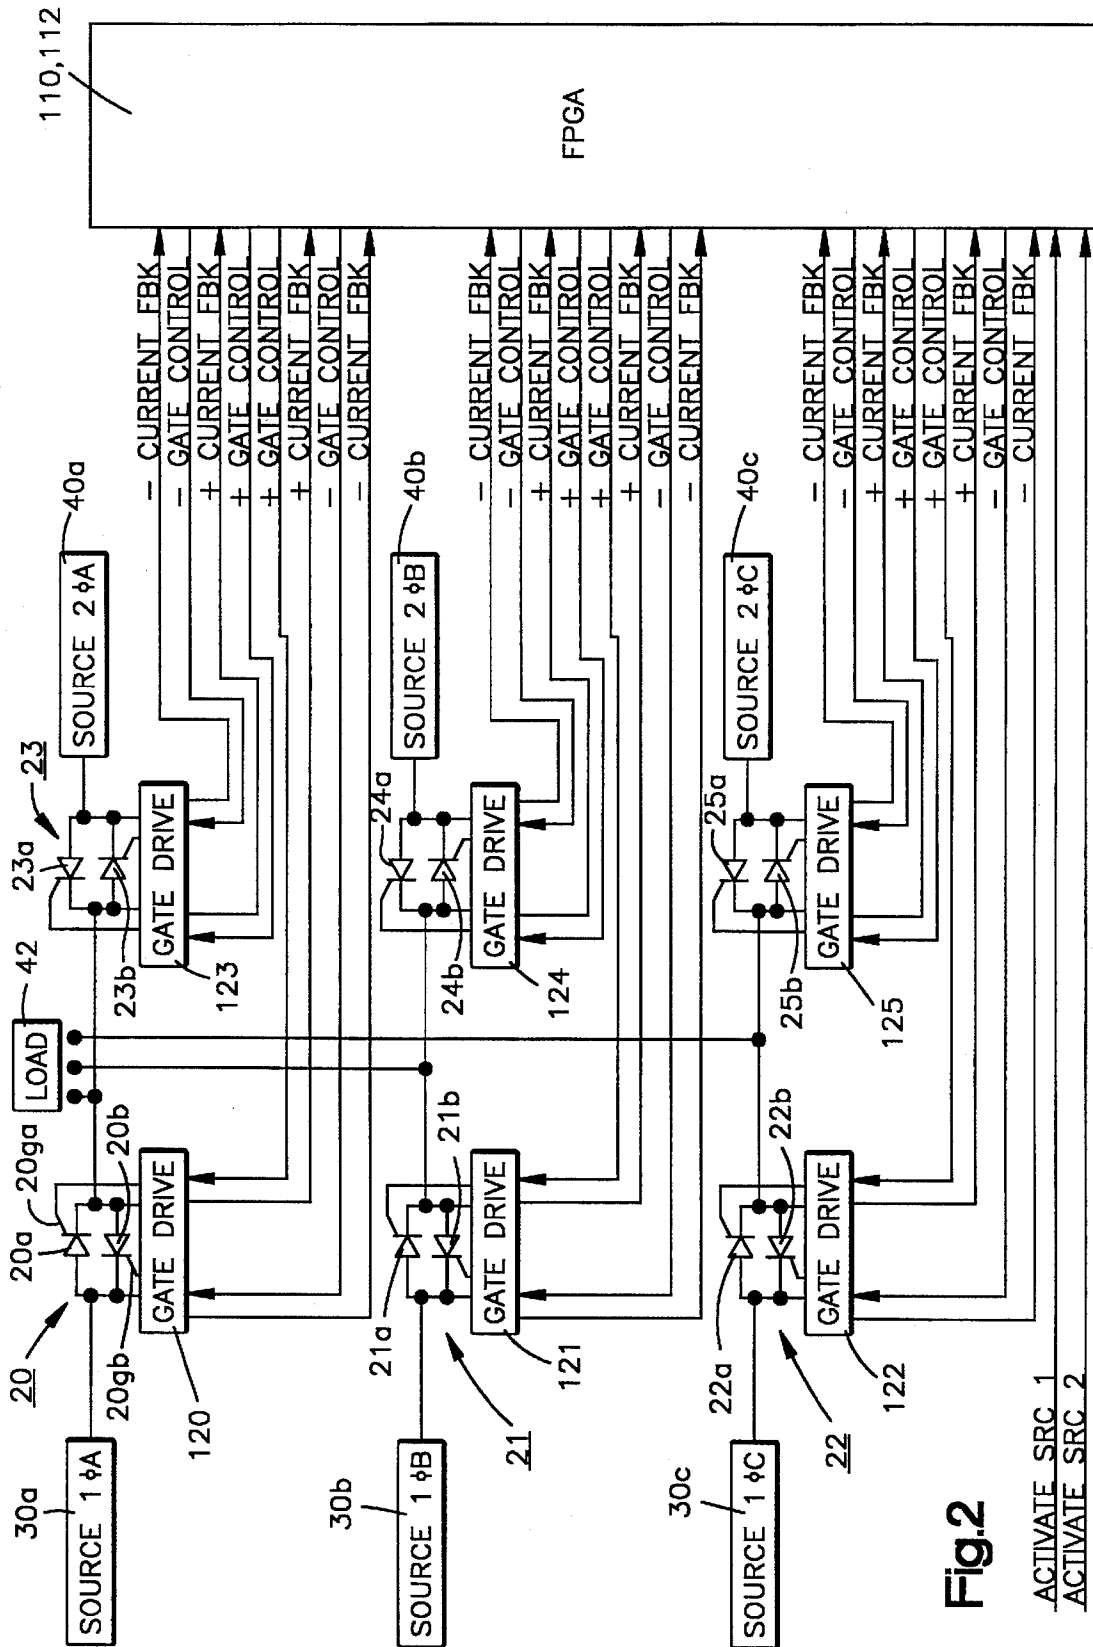 110,112
FPGA
- CURRENT FBK
- GATE CONTROL
+ CURRENT FBK
+ GATE CONTROL
+ GATE CONTROL
+ CURRENT FBK
- GATE CONTROL
- CURRENT FBK
- CURRENT FBK
- GATE CONTROL
+ CURRENT FBK
+ GATE CONTROL
+ GATE CONTROL
+ CURRENT FBK
- GATE CONTROL
- CURRENT FBK
- CURRENT FBK
- GATE CONTROL
+ CURRENT FBK
+ GATE CONTROL
+ GATE CONTROL
+ CURRENT FBK
- GATE CONTROL
- CURRENT FBK
40a
SOURCE 2 ϕA
23
23a
23b
GATE DRIVE
123
42
LOAD
20ga
20a
20b
20
20gb
GATE DRIVE
120
30a
SOURCE 1 ϕA
40b
SOURCE 2 ϕB
24a
24b
GATE DRIVE
124
21b
21a
GATE DRIVE
121
21
30b
SOURCE 1 ϕB
40c
SOURCE 2 ϕC
25a
25b
GATE DRIVE
125
22b
22a
GATE DRIVE
122
22
30c
SOURCE 1 ϕC
Fig.2
ACTIVATE SRC 1
ACTIVATE SRC 2